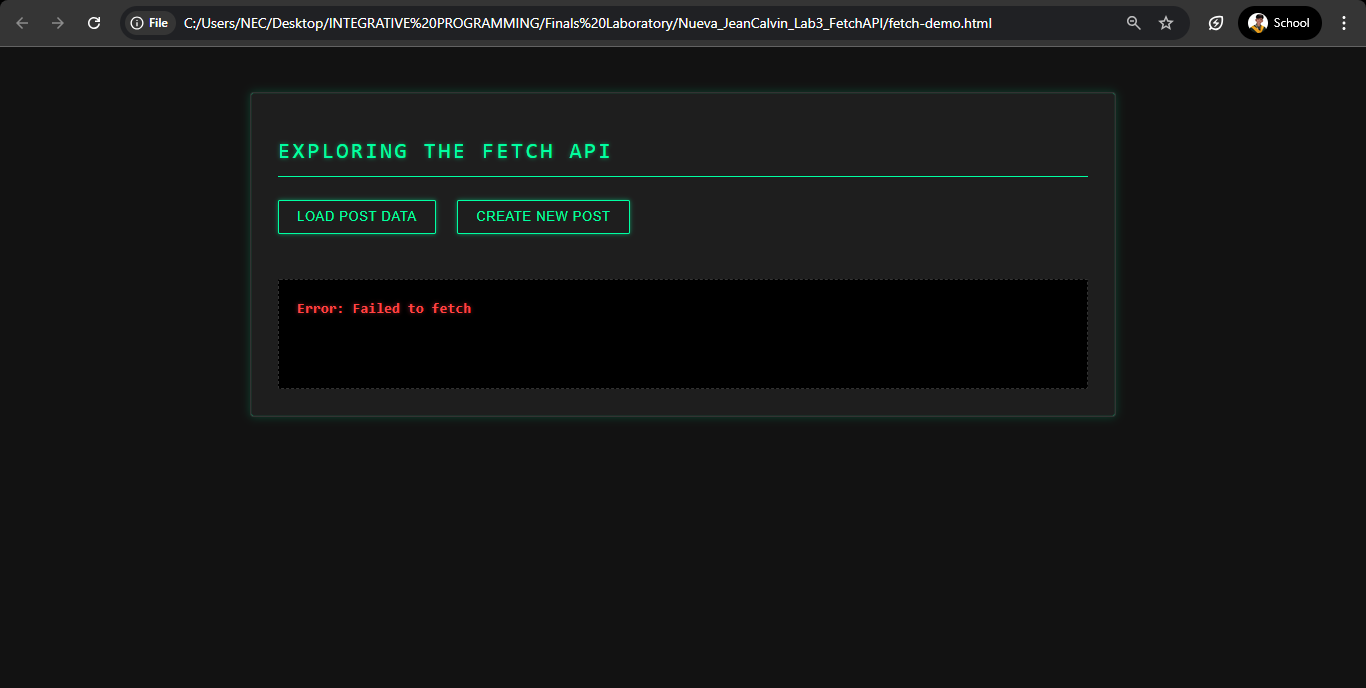 File C:/Users/NEC/Desktop/INTEGRATIVE%20PROGRAMMING/Finals%20Laboratory/Nueva_JeanCalvin_Lab3_FetchAPI/fetch-demo.html School
EXPLORING THE FETCH API
LOAD POST DATA CREATE NEW POST
Error: Failed to fetch